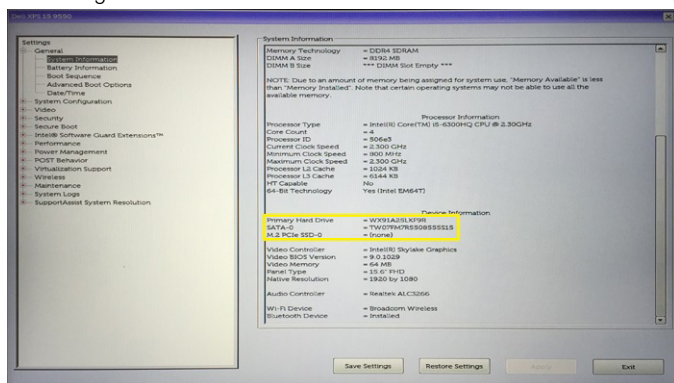 Dell XPS 15 9550
Settings
General
System Information
Battery Information
Boot Sequence
Advanced Boot Options
Date/Time
System Configuration
Video
Security
Secure Boot
Intel® Software Guard Extensions™
Performance
Power Management
POST Behavior
Virtualization Support
Wireless
Maintenance
System Logs
SupportAssist System Resolution
System Information
Memory Technology = DDR4 SDRAM
DIMM A Size = 8192 MB
DIMM B Size *** DIMM Slot Empty ***
NOTE: Due to an amount of memory being assigned for system use, "Memory Available" is less
than "Memory Installed". Note that certain operating systems may not be able to use all the
available memory.
Processor Information
Processor Type = Intel(R) Core(TM) i5-6300HQ CPU @ 2.30GHz
Core Count = 4
Processor ID = 506e3
Current Clock Speed = 2.300 GHz
Minimum Clock Speed = 800 MHz
Maximum Clock Speed = 2.300 GHz
Processor L2 Cache = 1024 KB
Processor L3 Cache = 6144 KB
HT Capable No
64-Bit Technology Yes (Intel EM64T)
Device Information
Primary Hard Drive =
SATA-0 =
M.2 PCIe SSD-0 = (none)
Video Controller = Intel(R) Skylake Graphics
Video BIOS Version = 9.0.1029
Video Memory = 64 MB
Panel Type = 15.6" FHD
Native Resolution = 1920 by 1080
Audio Controller = Realtek ALC3266
Wi-Fi Device = Broadcom Wireless
Bluetooth Device = Installed
Save Settings
Restore Settings
Apply
Exit